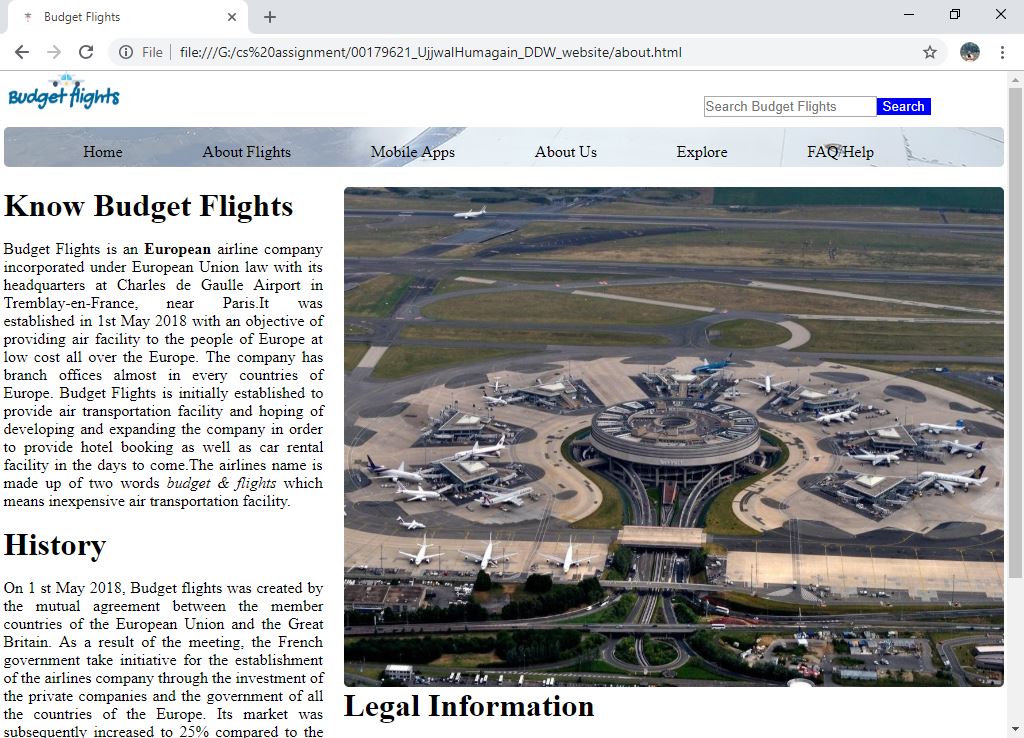 Budget Flights
File
file:///G:/cs%20assignment/00179621_UjjwalHumagain_DDW_website/about.html
Budget flights
Search Budget Flights
Search
Home
About Flights
Mobile Apps
About Us
Explore
FAQ/Help
Know Budget Flights
Budget Flights is an European airline company
incorporated under European Union law with its
headquarters at Charles de Gaulle Airport in
Tremblay-en-France, near Paris.It was
established in 1st May 2018 with an objective of
providing air facility to the people of Europe at
low cost all over the Europe. The company has
branch offices almost in every countries of
Europe. Budget Flights is initially established to
provide air transportation facility and hoping of
developing and expanding the company in order
to provide hotel booking as well as car rental
facility in the days to come.The airlines name is
made up of two words budget & flights which
means inexpensive air transportation facility.
History
On 1 st May 2018, Budget flights was created by
the mutual agreement between the member
countries of the European Union and the Great
Britain. As a result of the meeting, the French
government take initiative for the establishment
of the airlines company through the investment of
the private companies and the government of all
the countries of the Europe. Its market was
subsequently increased to 25% compared to the
Legal Information